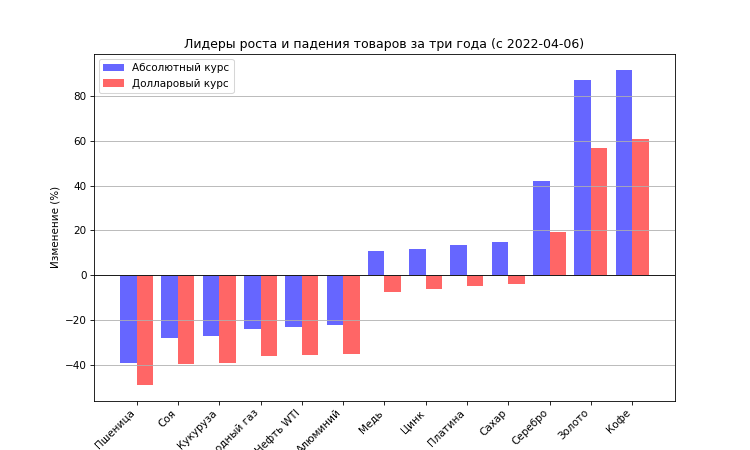 Лидеры роста и падения товаров за три года (с 2022-04-06)
Абсолютный курс
Долларовый курс
Изменение (%)
80
60
40
20
0
−20
−40
Пшеница
Соя
Кукуруза
одный газ
Нефть WTI
Алюминий
Медь
Цинк
Платина
Сахар
Серебро
Золото
Кофе